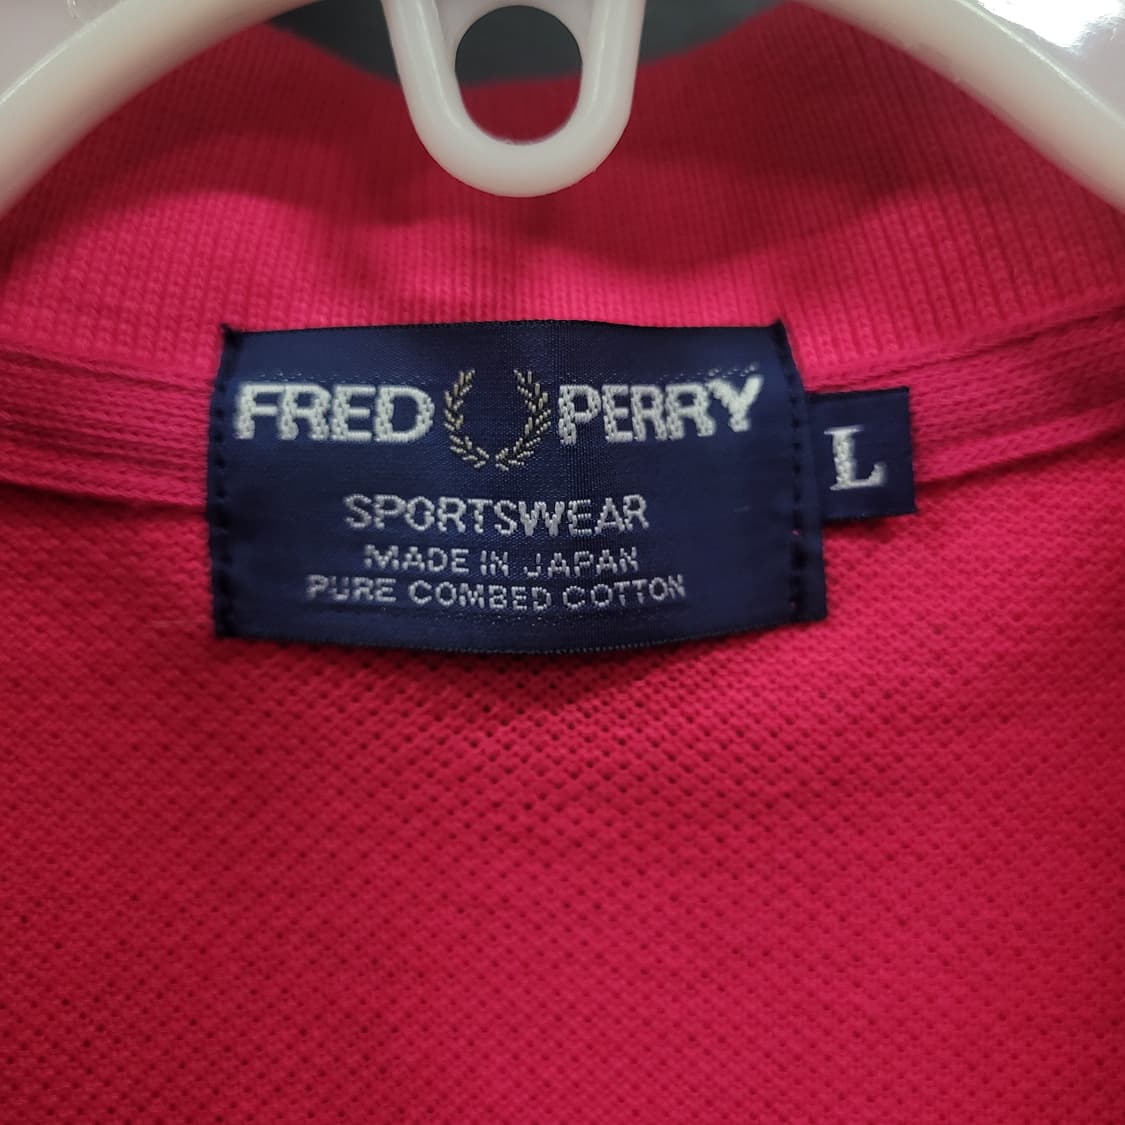 FRED PERRY
SPORTSWEAR
MADE IN JAPAN
PURE COMBED COTTON
L